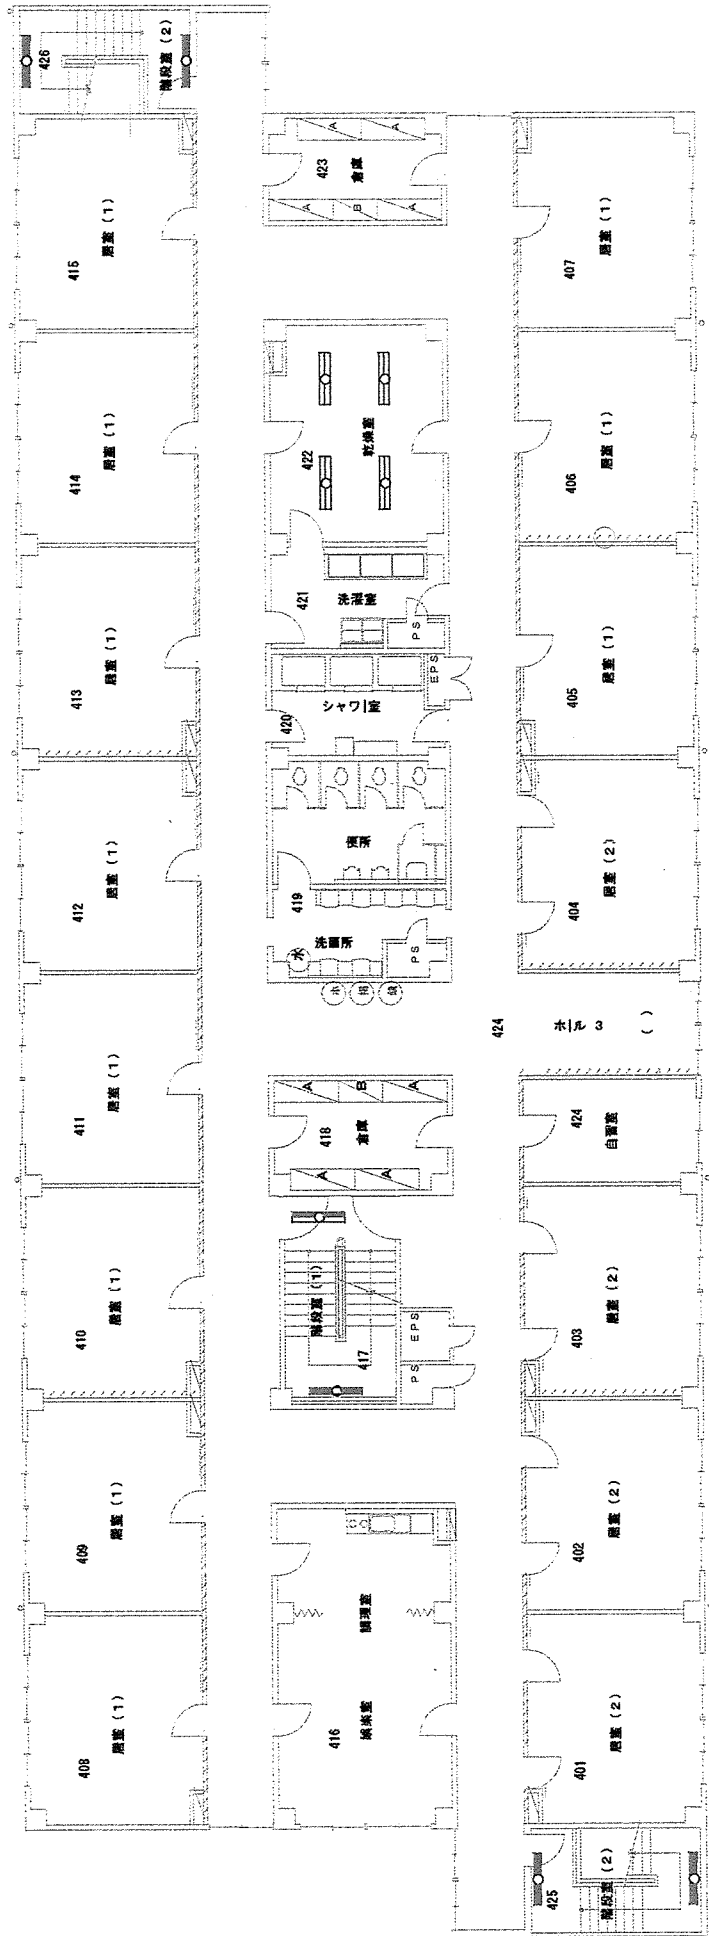 426
階段室 (2)
415
居室 (1)
414
居室 (1)
413
居室 (1)
412
居室 (1)
411
居室 (1)
410
居室 (1)
409
居室 (1)
408
居室 (1)
423
倉庫
A
A
A
B
A
422
乾燥室
421
洗濯室
PS
EPS
420
シャワー室
便所
419
洗面所
水
PS
418
倉庫
A
B
A
A
A
階段室 (1)
417
EPS
PS
調理室
416
娯楽室
407
居室 (1)
406
居室 (1)
405
居室 (1)
404
居室 (2)
424
ホール 3
( )
424
自習室
403
居室 (2)
402
居室 (2)
401
居室 (2)
425
階段室 (2)